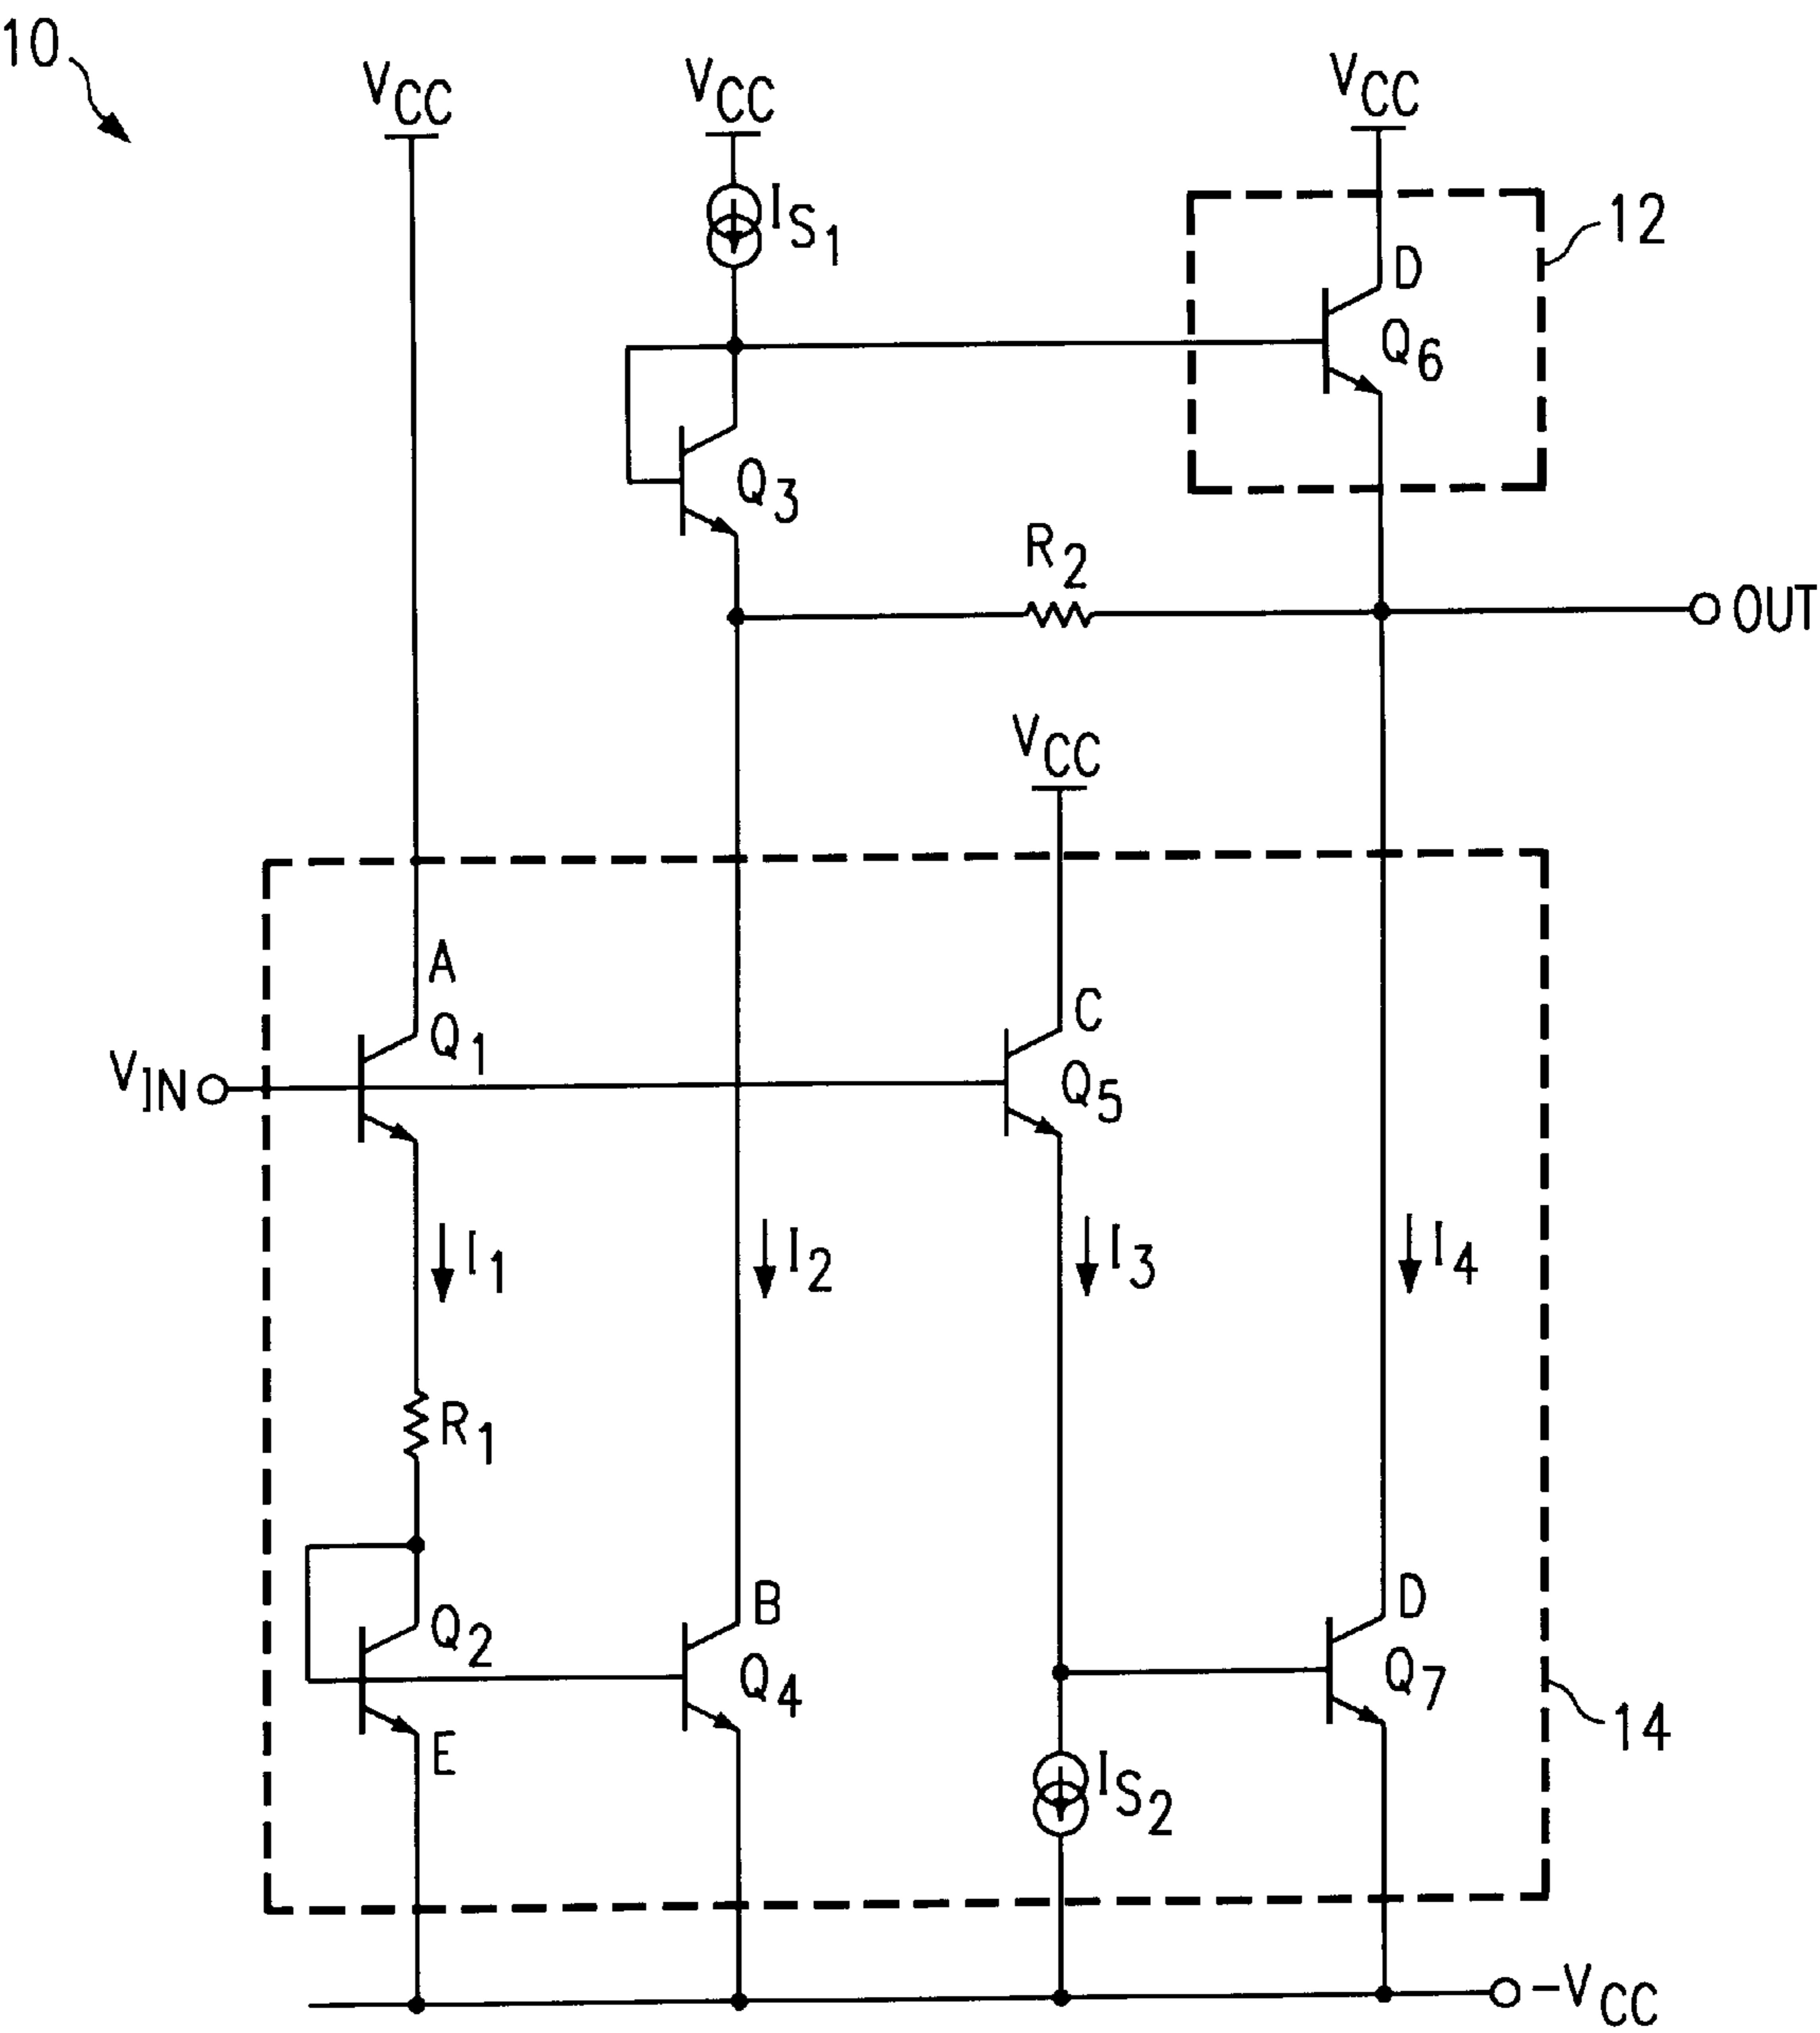 10
VCC
VCC
VCC
IS1
12
D
Q6
Q3
R2
OUT
VCC
A
Q1
C
VIN
Q5
I1
I2
I3
I4
R1
B
D
Q2
Q4
Q7
E
IS2
14
-VCC